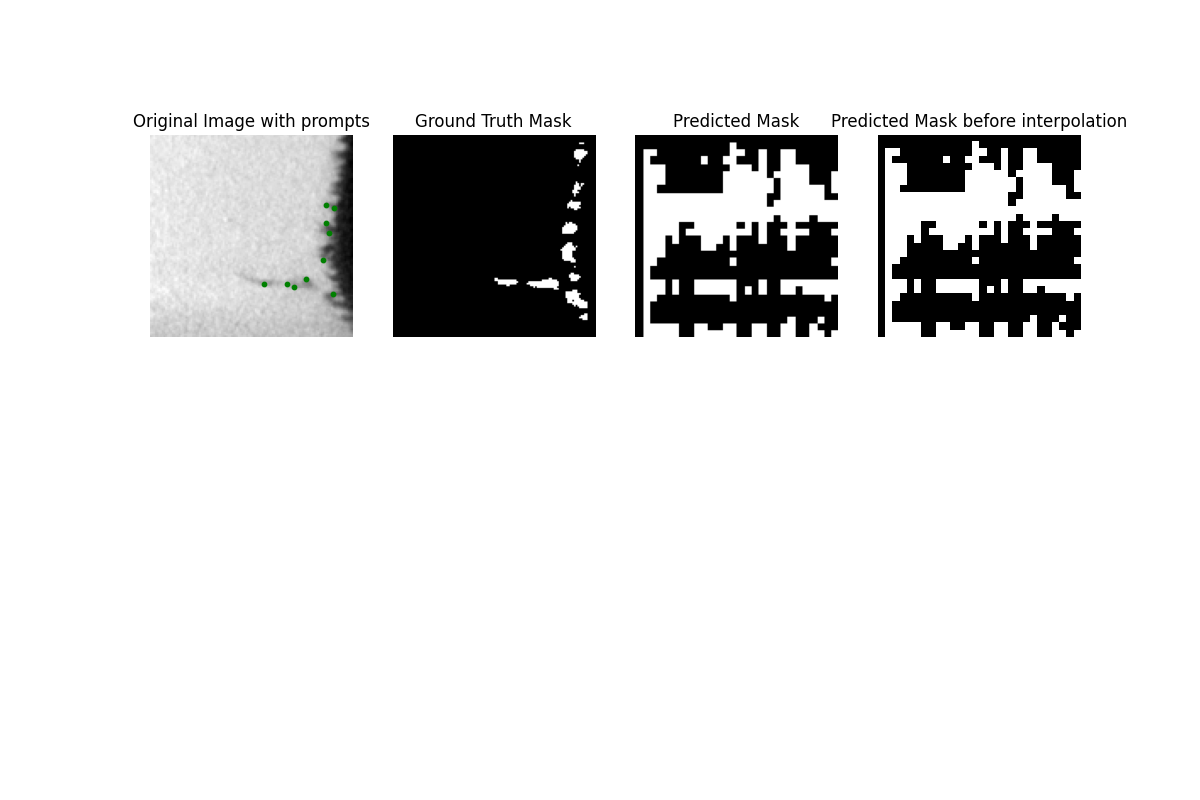 Original Image with prompts
Ground Truth Mask
Predicted Mask
Predicted Mask before interpolation